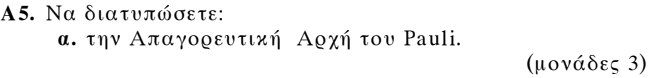 Α5. Να διατυπώσετε:
α. την Απαγορευτική Αρχή του Pauli.
(μονάδες 3)